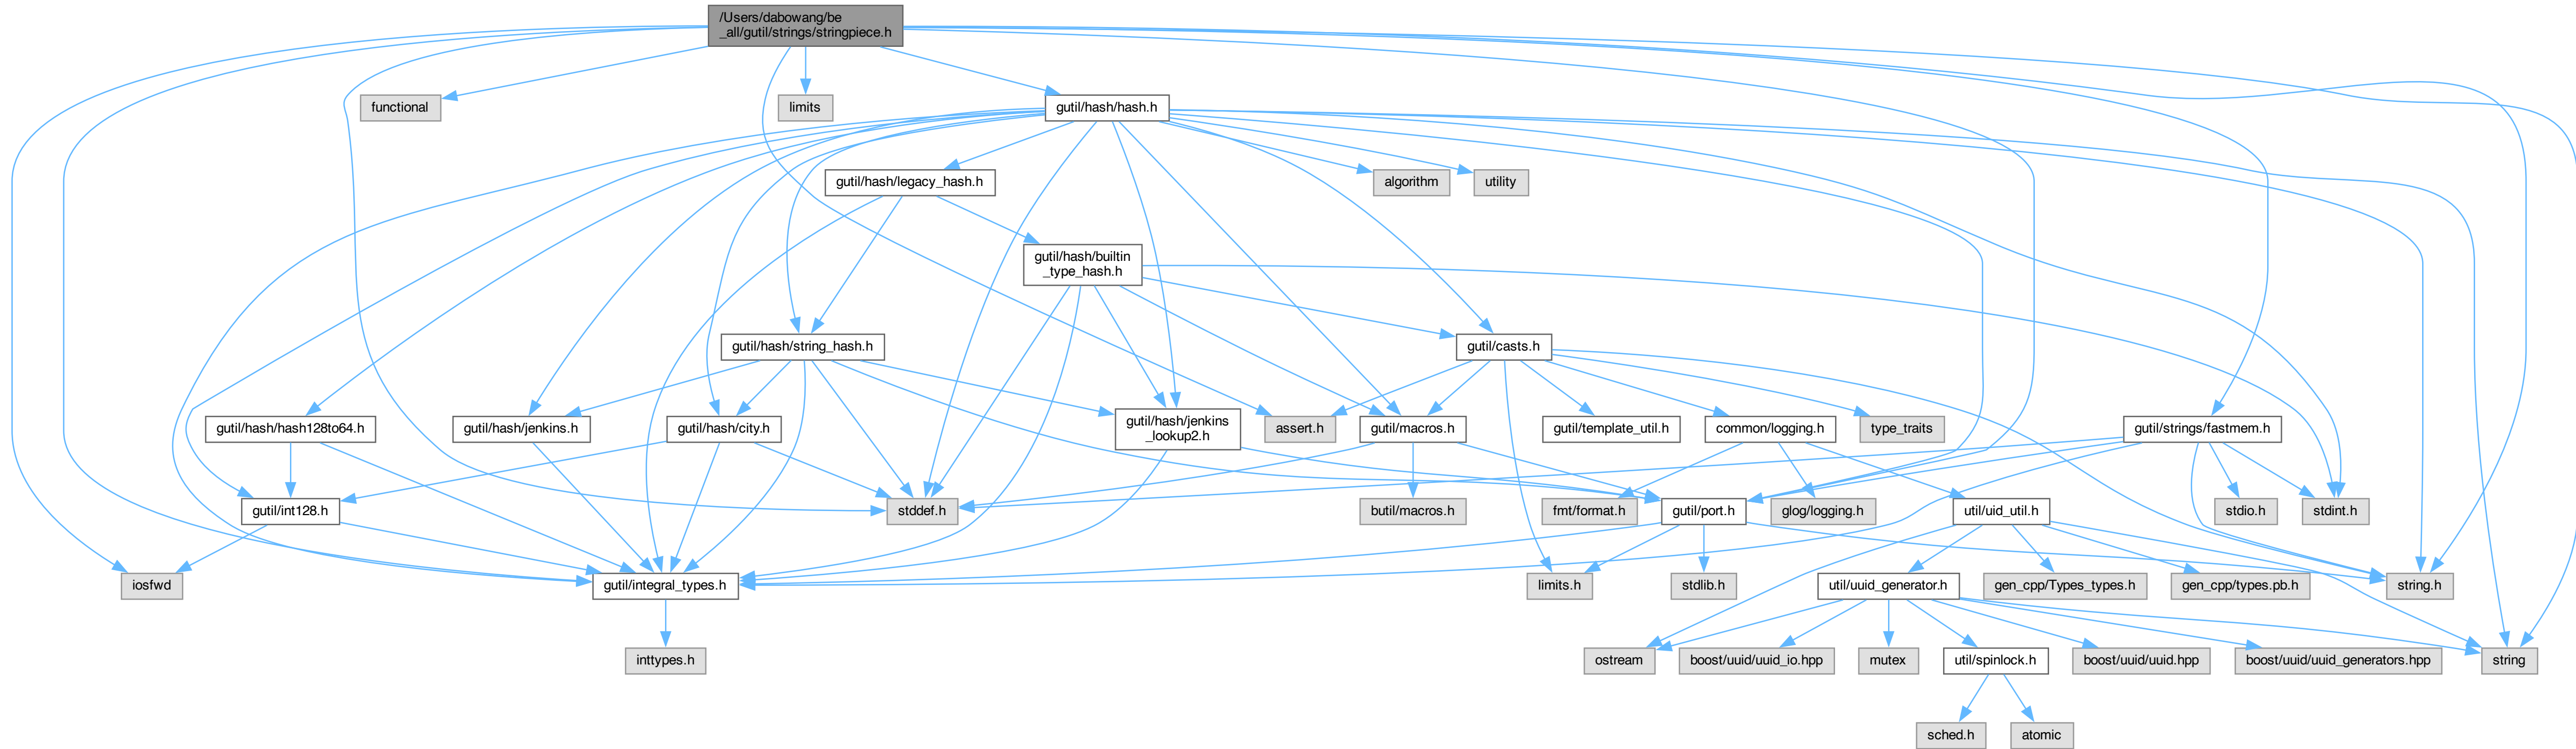 /Users/dabowang/be
_all/gutil/strings/stringpiece.h
functional
limits
gutil/hash/hash.h
gutil/hash/legacy_hash.h
algorithm
utility
gutil/hash/builtin
_type_hash.h
gutil/hash/string_hash.h
gutil/casts.h
gutil/hash/hash128to64.h
gutil/hash/jenkins.h
gutil/hash/city.h
gutil/hash/jenkins
_lookup2.h
assert.h
gutil/macros.h
gutil/template_util.h
common/logging.h
type_traits
gutil/strings/fastmem.h
gutil/int128.h
stddef.h
butil/macros.h
fmt/format.h
gutil/port.h
glog/logging.h
util/uid_util.h
stdio.h
stdint.h
iosfwd
gutil/integral_types.h
limits.h
stdlib.h
util/uuid_generator.h
gen_cpp/Types_types.h
gen_cpp/types.pb.h
string.h
inttypes.h
ostream
boost/uuid/uuid_io.hpp
mutex
util/spinlock.h
boost/uuid/uuid.hpp
boost/uuid/uuid_generators.hpp
string
sched.h
atomic